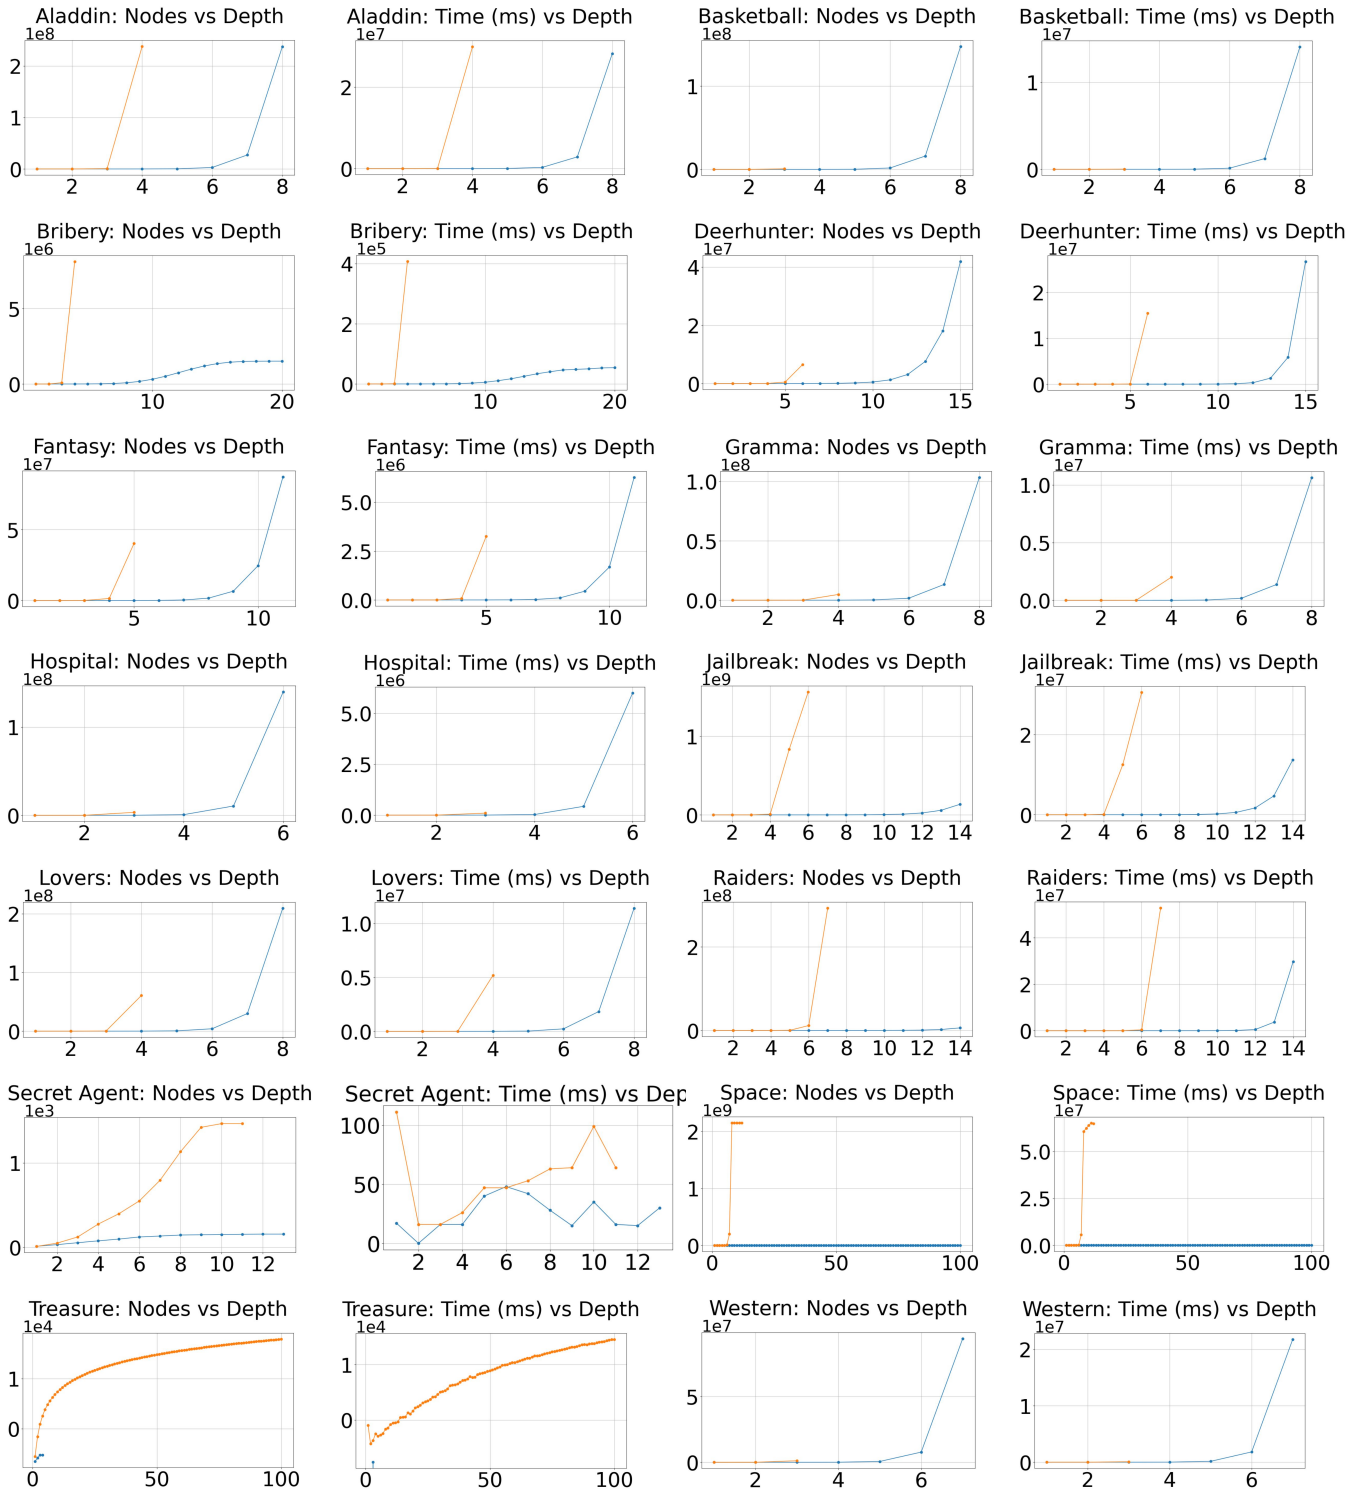 Aladdin: Nodes vs Depth
1e8
2
1
0
2 4 6 8
Aladdin: Time (ms) vs Depth
1e7
2
0
2 4 6 8
Basketball: Nodes vs Depth
1e8
1
0
2 4 6 8
Basketball: Time (ms) vs Depth
1e7
1
0
2 4 6 8
Bribery: Nodes vs Depth
1e6
5
0
10 20
Bribery: Time (ms) vs Depth
1e5
4
2
0
10 20
Deerhunter: Nodes vs Depth
1e7
4
2
0
5 10 15
Deerhunter: Time (ms) vs Depth
1e7
2
1
0
5 10 15
Fantasy: Nodes vs Depth
1e7
5
0
5 10
Fantasy: Time (ms) vs Depth
1e6
5.0
2.5
0.0
5 10
Gramma: Nodes vs Depth
1e8
1.0
0.5
0.0
2 4 6 8
Gramma: Time (ms) vs Depth
1e7
1.0
0.5
0.0
2 4 6 8
Hospital: Nodes vs Depth
1e8
1
0
2 4 6
Hospital: Time (ms) vs Depth
1e6
5.0
2.5
0.0
2 4 6
Jailbreak: Nodes vs Depth
1e9
1
0
2 4 6 8 10 12 14
Jailbreak: Time (ms) vs Depth
1e7
2
0
2 4 6 8 10 12 14
Lovers: Nodes vs Depth
1e8
2
1
0
2 4 6 8
Lovers: Time (ms) vs Depth
1e7
1.0
0.5
0.0
2 4 6 8
Raiders: Nodes vs Depth
1e8
2
0
2 4 6 8 10 12 14
Raiders: Time (ms) vs Depth
1e7
4
2
0
2 4 6 8 10 12 14
Secret Agent: Nodes vs Depth
1e3
1
0
2 4 6 8 10 12
Secret Agent: Time (ms) vs Dep
100
50
0
2 4 6 8 10 12
Space: Nodes vs Depth
1e9
2
1
0
0 50 100
Space: Time (ms) vs Depth
1e7
5.0
2.5
0.0
0 50 100
Treasure: Nodes vs Depth
1e4
1
0
0 50 100
Treasure: Time (ms) vs Depth
1e4
1
0
0 50 100
Western: Nodes vs Depth
1e7
5
0
2 4 6
Western: Time (ms) vs Depth
1e7
2
1
0
2 4 6